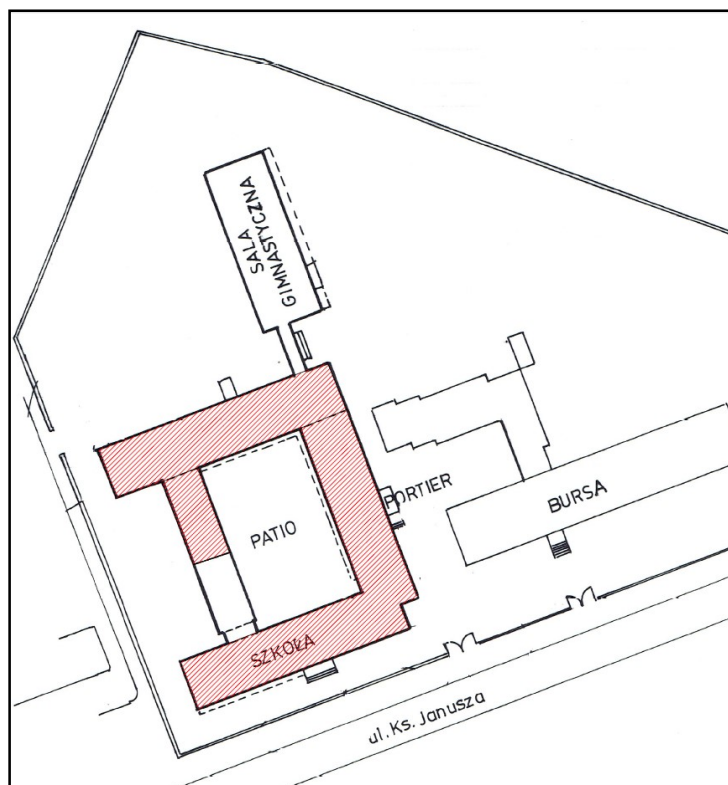 SALA
GIMNASTYCZNA
PORTIER
BURSA
PATIO
SZKOŁA
ul. Ks. Janusza